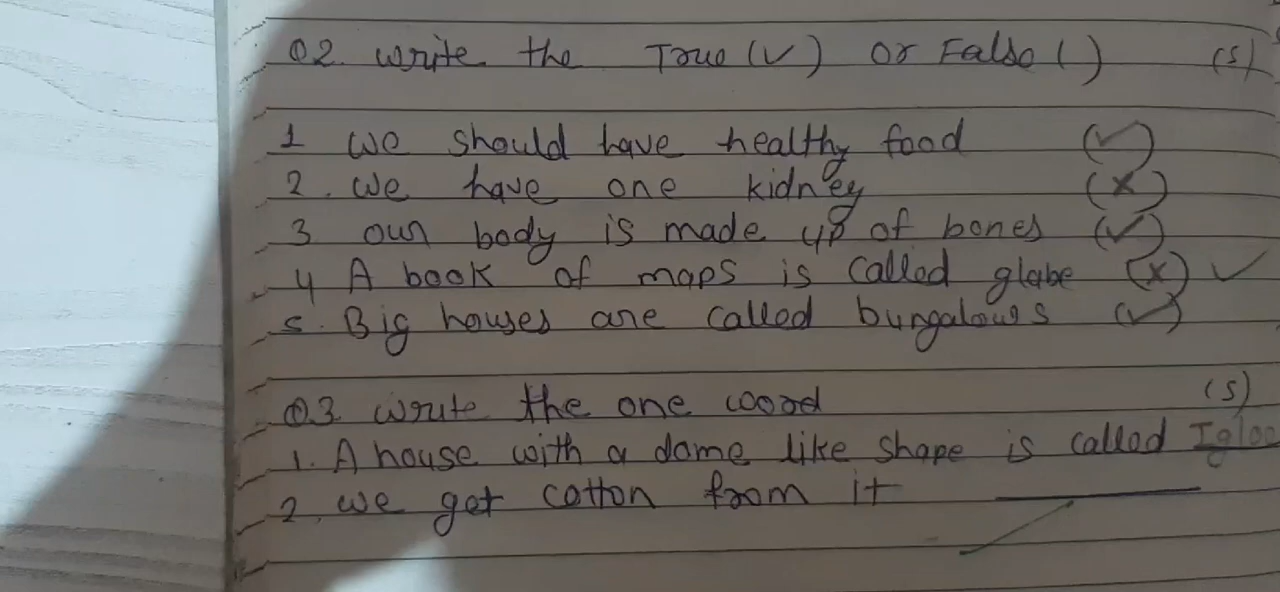 Q2. write the True (✓) or False ( ) (5)
1 we should have healthy food (✓)
2. we have one kidney (x)
3 our body is made up of bones (✓)
4 A book of maps is called globe (x) ✓
5. Big houses are called bungalows (✓)
Q.3 write the one word (5)
1. A house with a dome like shape is called Igloo
2. we get cotton from it